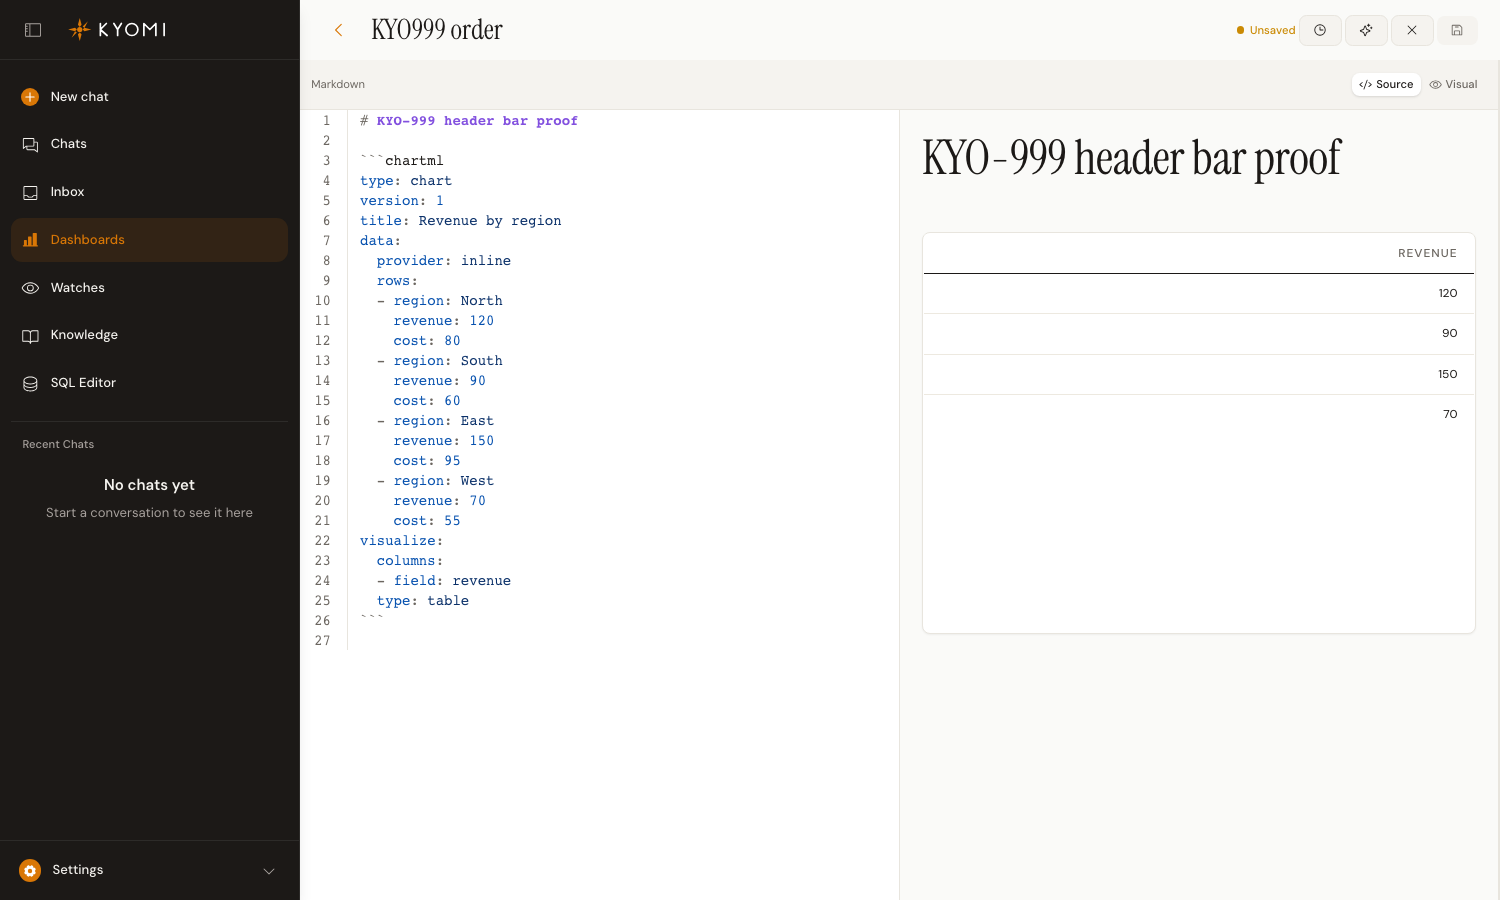 KYOMI
New chat
Chats
Inbox
Dashboards
Watches
Knowledge
SQL Editor
Recent Chats
No chats yet
Start a conversation to see it here
Settings
KYO999 order
Unsaved
Markdown
</> Source
Visual
1 # KYO-999 header bar proof
2
3 ```chartml
4 type: chart
5 version: 1
6 title: Revenue by region
7 data:
8   provider: inline
9   rows:
10   - region: North
11     revenue: 120
12     cost: 80
13   - region: South
14     revenue: 90
15     cost: 60
16   - region: East
17     revenue: 150
18     cost: 95
19   - region: West
20     revenue: 70
21     cost: 55
22 visualize:
23   columns:
24   - field: revenue
25   type: table
26 ```
27
KYO-999 header bar proof
REVENUE
120
90
150
70